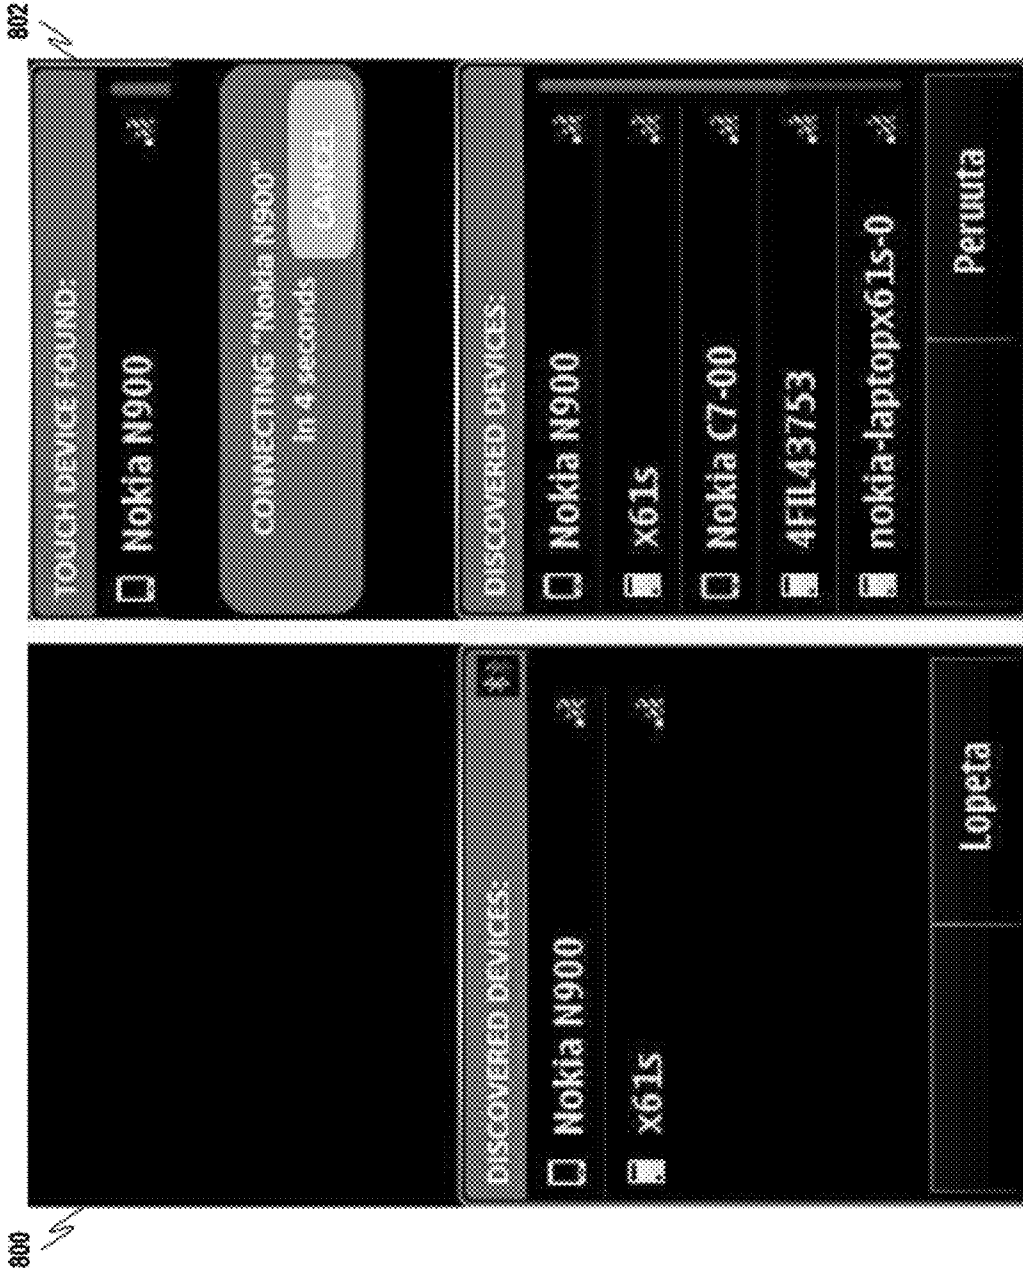 800
DISCOVERED DEVICES:
Nokia N900
x61s
Lopeta
802
TOUCH DEVICE FOUND:
Nokia N900
CONNECTING "Nokia N900"
in 4 seconds
CANCEL
DISCOVERED DEVICES:
Nokia N900
x61s
Nokia C7-00
4FIL43753
nokia-laptopx61s-0
Peruuta